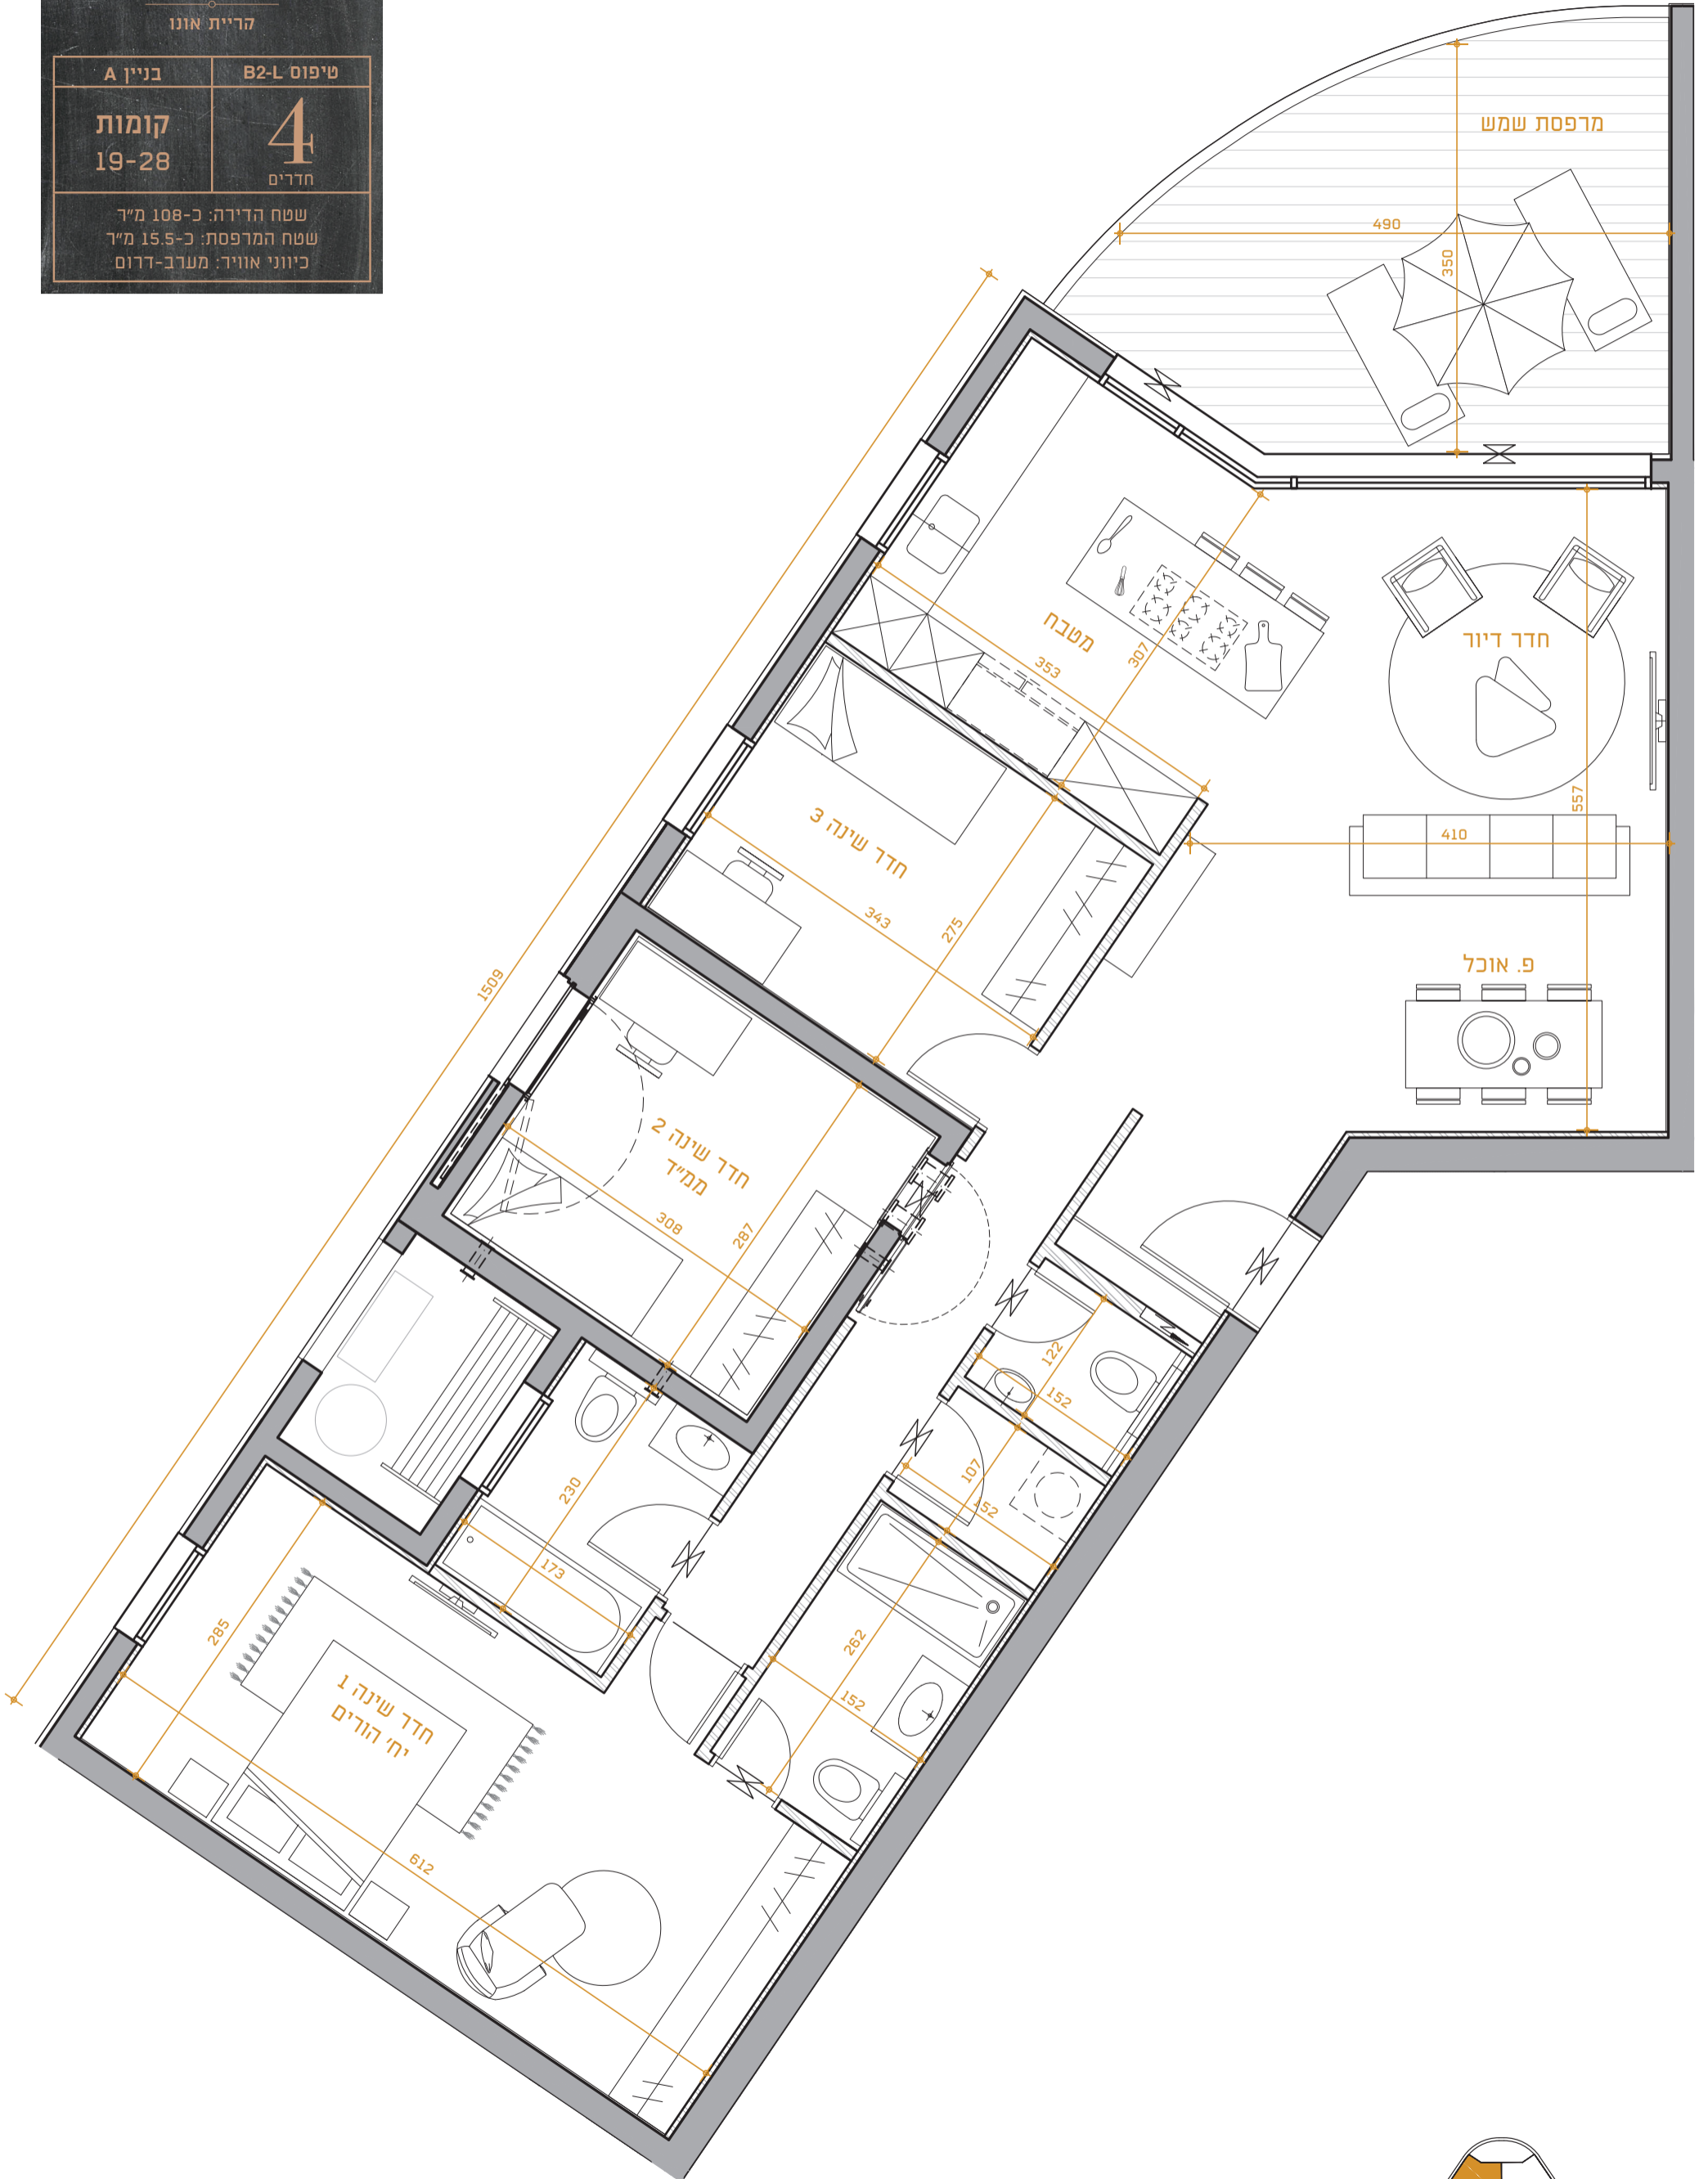 קריית אונו
טיפוס B2-L
בניין A
4
חדרים
קומות
19-28
שטח הדירה: כ-108 מ״ר
שטח המרפסת: כ-15.5 מ״ר
כיווני אוויר: מערב-דרום
מרפסת שמש
490
350
מטבח
353
307
חדר דיור
557
410
חדר שינה 3
343
275
פ. אוכל
1509
חדר שינה 2
ממ״ד
308
287
122
152
107
152
230
173
262
152
285
חדר שינה 1
יח׳ הורים
612